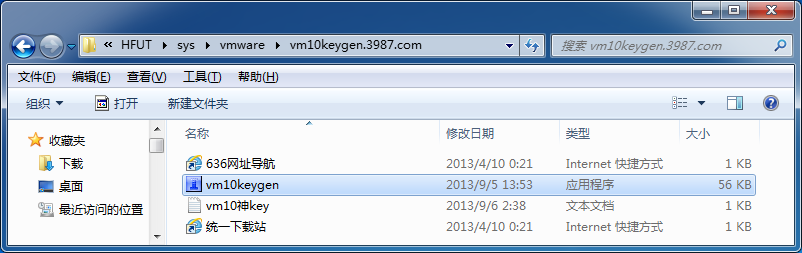 « HFUT ▸ sys ▸ vmware ▸ vm10keygen.3987.com
搜索 vm10keygen.3987.com
文件(F) 编辑(E) 查看(V) 工具(T) 帮助(H)
组织 打开 新建文件夹
收藏夹
下载
桌面
最近访问的位置
名称 修改日期 类型 大小
636网址导航 2013/4/10 0:21 Internet 快捷方式 1 KB
vm10keygen 2013/9/5 13:53 应用程序 56 KB
vm10神key 2013/9/6 2:38 文本文档 1 KB
统一下载站 2013/4/10 0:21 Internet 快捷方式 1 KB